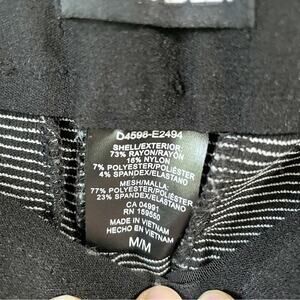 D4598-E2494
SHELL/EXTERIOR:
73% RAYON/RAYÓN
16% NYLON
7% POLYESTER/POLIÉSTER
4% SPANDEX/ELASTANO
MESH/MALLA:
77% POLYESTER/POLIÉSTER
23% SPANDEX/ELASTANO
CA 04981
RN 159550
MADE IN VIETNAM
HECHO EN VIETNAM
M/M